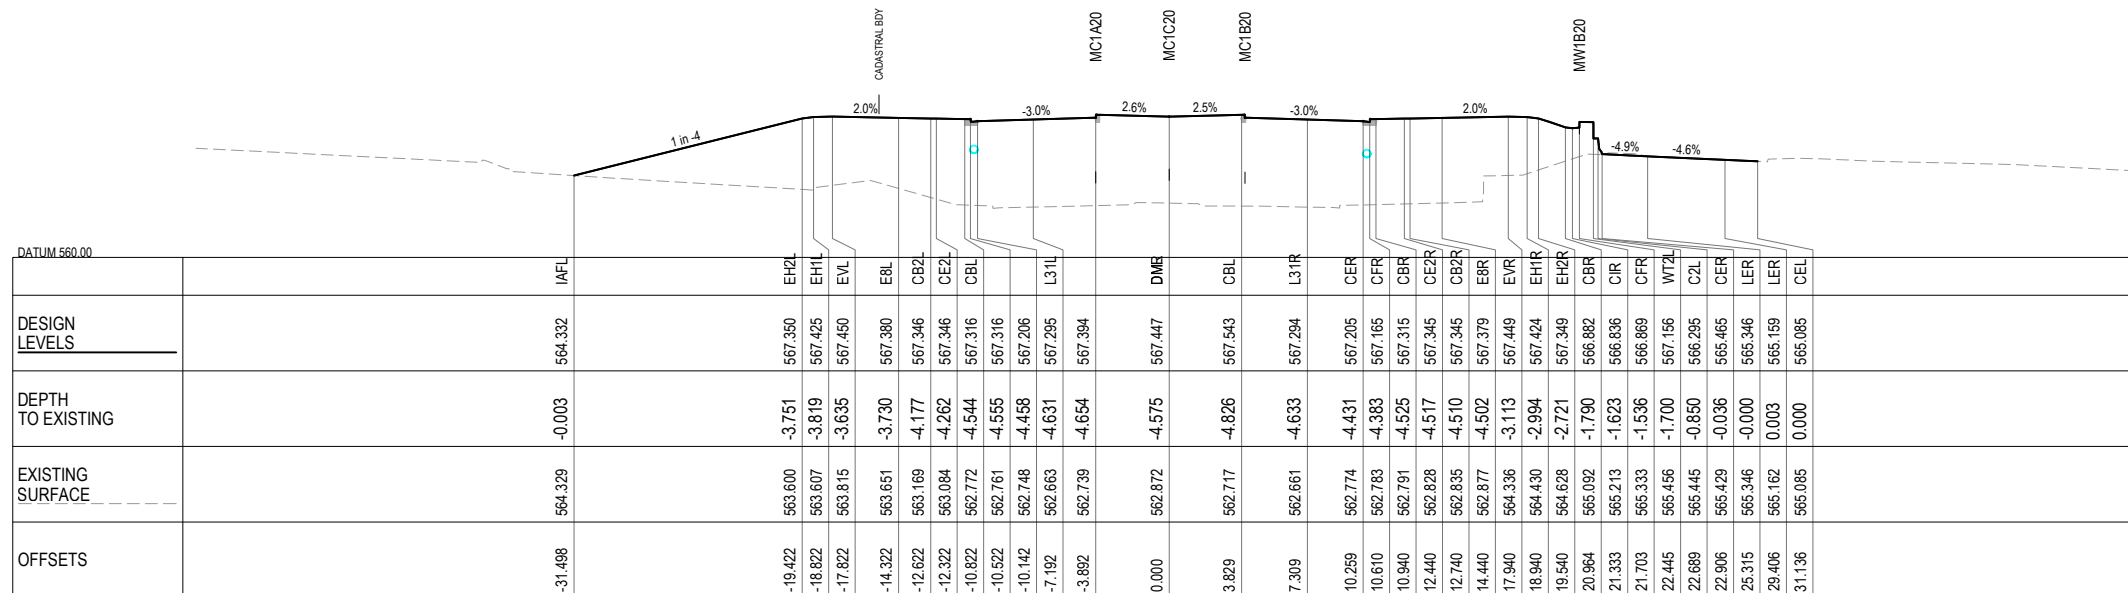 CADASTRAL BDY
MC1A20
MC1C20
MC1B20
MW1B20
1 in -4
2.0%
-3.0%
2.6%
2.5%
-3.0%
2.0%
-4.9%
-4.6%
DATUM 560.00
IAFL EH2L EH1L EVL E8L CB2L CE2L CBL L31L CBL L31R CER CFR CBR CE2R CB2R E8R EVR EH1R EH2R CBR CIR CFR WT2L C2L CER LER LER CEL
DESIGN
LEVELS
564.332 567.350 567.425 567.450 567.380 567.346 567.346 567.316 567.316 567.206 567.295 567.394 567.447 567.543 567.294 567.205 567.165 567.315 567.345 567.345 567.379 567.449 567.424 567.349 566.882 566.836 566.869 567.156 566.295 565.465 565.346 565.159 565.085
DEPTH
TO EXISTING
-0.003 -3.751 -3.819 -3.635 -3.730 -4.177 -4.262 -4.544 -4.555 -4.458 -4.631 -4.654 -4.575 -4.826 -4.633 -4.431 -4.383 -4.525 -4.517 -4.510 -4.502 -3.113 -2.994 -2.721 -1.790 -1.623 -1.536 -1.700 -0.850 -0.036 -0.000 0.003 0.000
EXISTING
SURFACE
564.329 563.600 563.607 563.815 563.651 563.169 563.084 562.772 562.761 562.748 562.663 562.739 562.872 562.717 562.661 562.774 562.783 562.791 562.828 562.835 562.877 564.336 564.430 564.628 565.092 565.213 565.333 565.456 565.445 565.429 565.346 565.162 565.085
OFFSETS
-31.498 -19.422 -18.822 -17.822 -14.322 -12.622 -12.322 -10.822 -10.522 -10.142 -7.192 -3.892 0.000 3.829 7.309 10.259 10.610 10.940 12.440 12.740 14.440 17.940 18.940 19.540 20.964 21.333 21.703 22.445 22.689 22.906 25.315 29.406 31.136